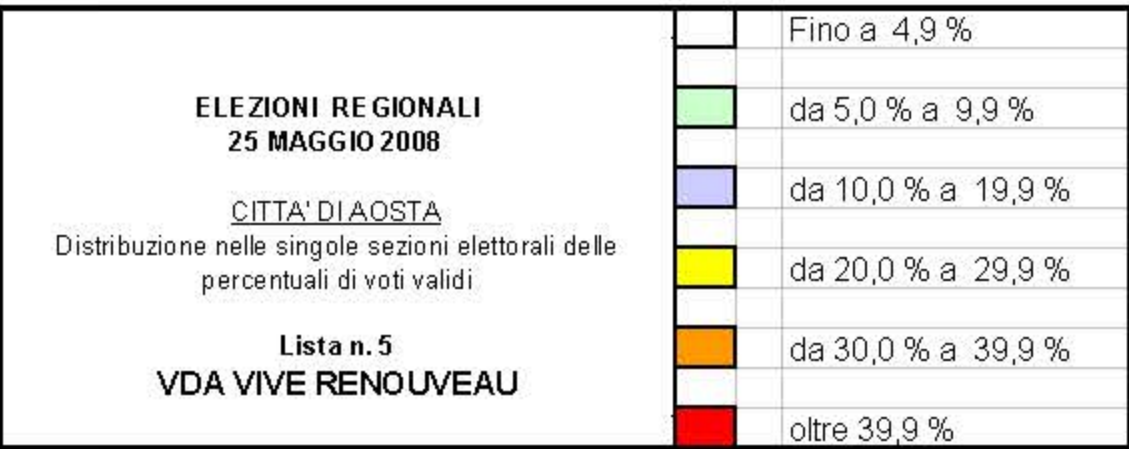 ELEZIONI REGIONALI
25 MAGGIO 2008
CITTA' DI AOSTA
Distribuzione nelle singole sezioni elettorali delle
percentuali di voti validi
Lista n. 5
VDA VIVE RENOUVEAU
Fino a 4,9 %
da 5,0 % a 9,9 %
da 10,0 % a 19,9 %
da 20,0 % a 29,9 %
da 30,0 % a 39,9 %
oltre 39,9 %